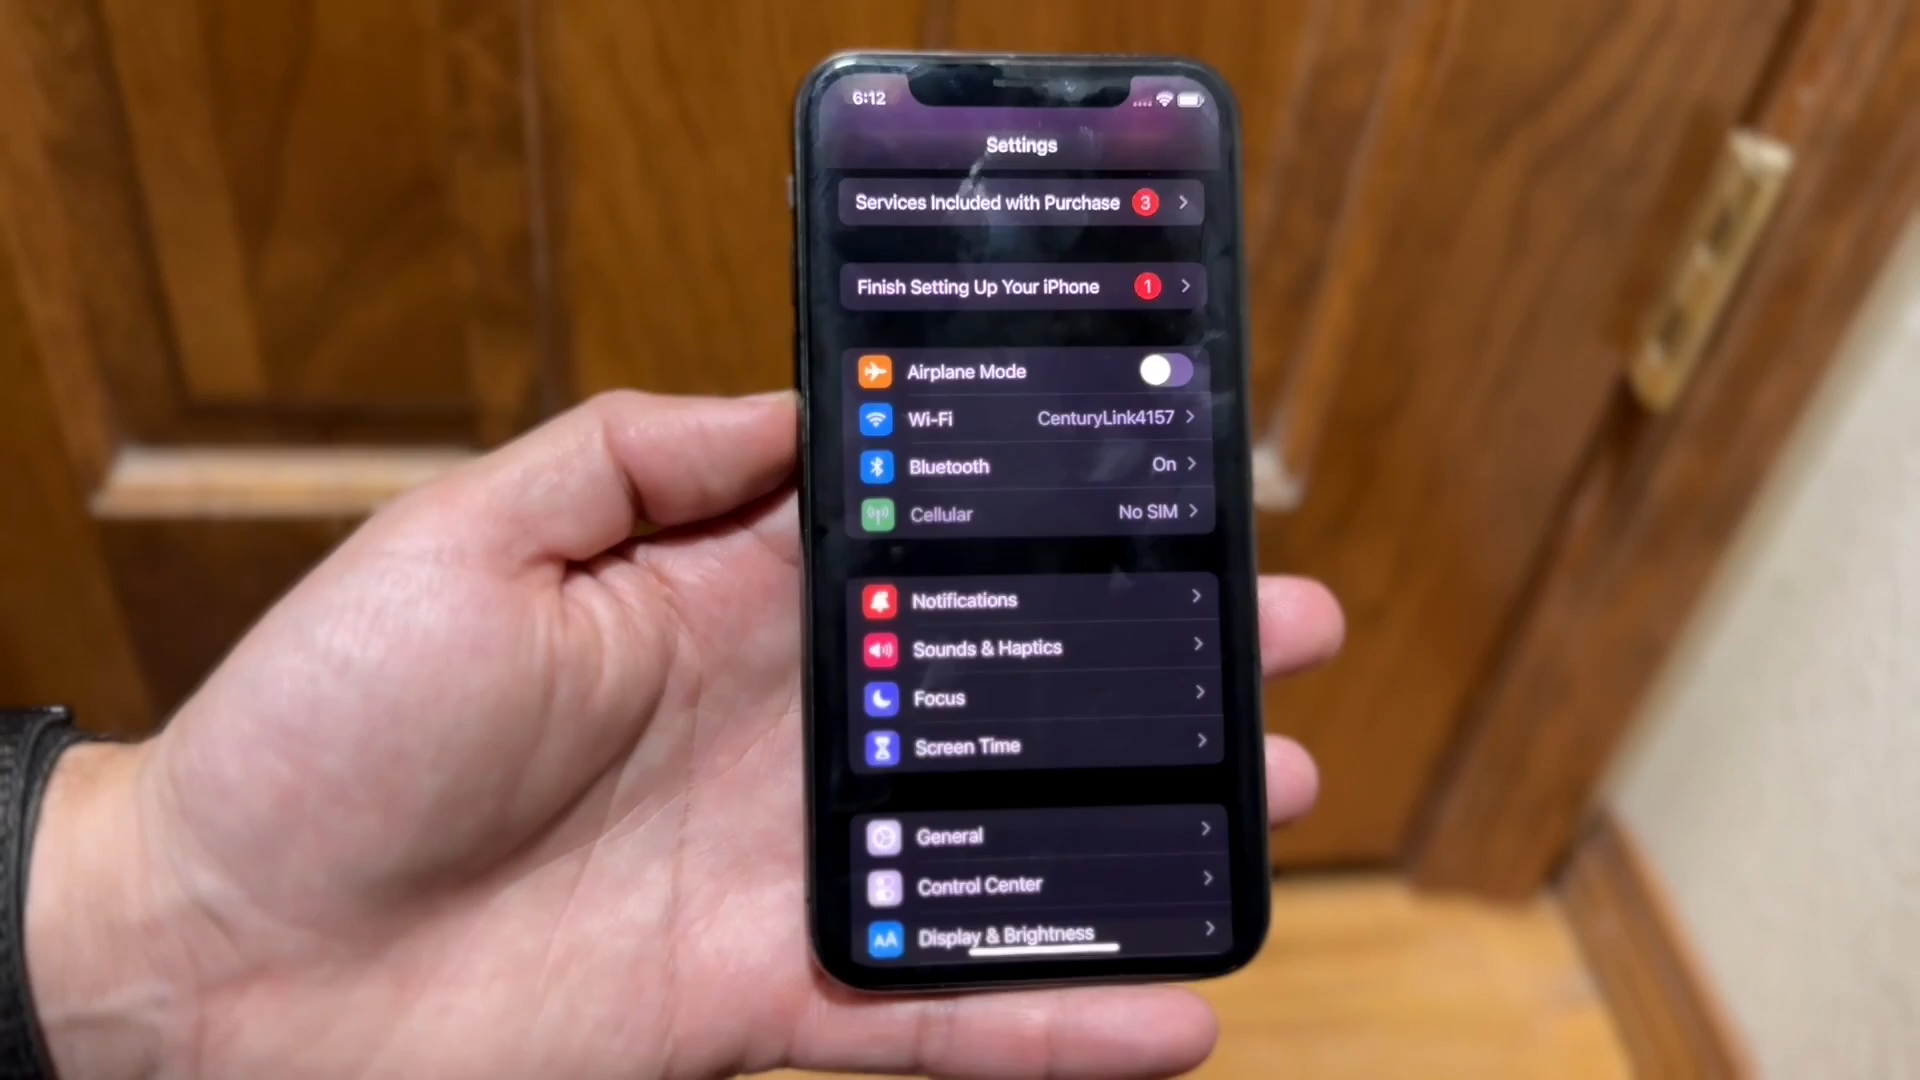 6:12
Settings
Services Included with Purchase 3
Finish Setting Up Your iPhone 1
Airplane Mode
Wi-Fi CenturyLink4157
Bluetooth On
Cellular No SIM
Notifications
Sounds & Haptics
Focus
Screen Time
General
Control Center
AA Display & Brightness